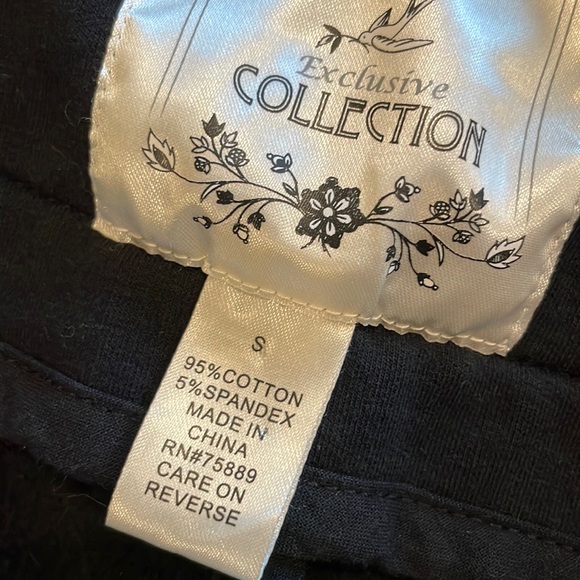 Exclusive
COLLECTION
S
95%COTTON
5%SPANDEX
MADE IN
CHINA
RN#75889
CARE ON
REVERSE